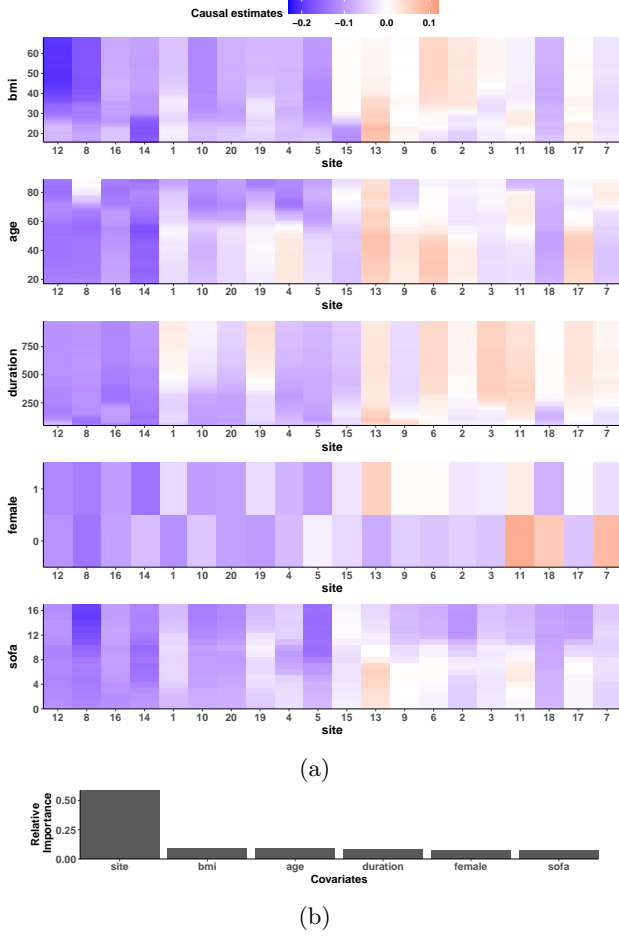 Causal estimates
−0.2 −0.1 0.0 0.1
bmi
60
50
40
30
20
12 8 16 14 1 10 20 19 4 5 15 13 9 6 2 3 11 18 17 7
site
age
80
60
40
20
12 8 16 14 1 10 20 19 4 5 15 13 9 6 2 3 11 18 17 7
site
duration
750
500
250
12 8 16 14 1 10 20 19 4 5 15 13 9 6 2 3 11 18 17 7
site
female
1
0
12 8 16 14 1 10 20 19 4 5 15 13 9 6 2 3 11 18 17 7
site
sofa
16
12
8
4
0
12 8 16 14 1 10 20 19 4 5 15 13 9 6 2 3 11 18 17 7
site
(a)
Relative
Importance
0.50
0.25
0.00
site bmi age duration female sofa
Covariates
(b)